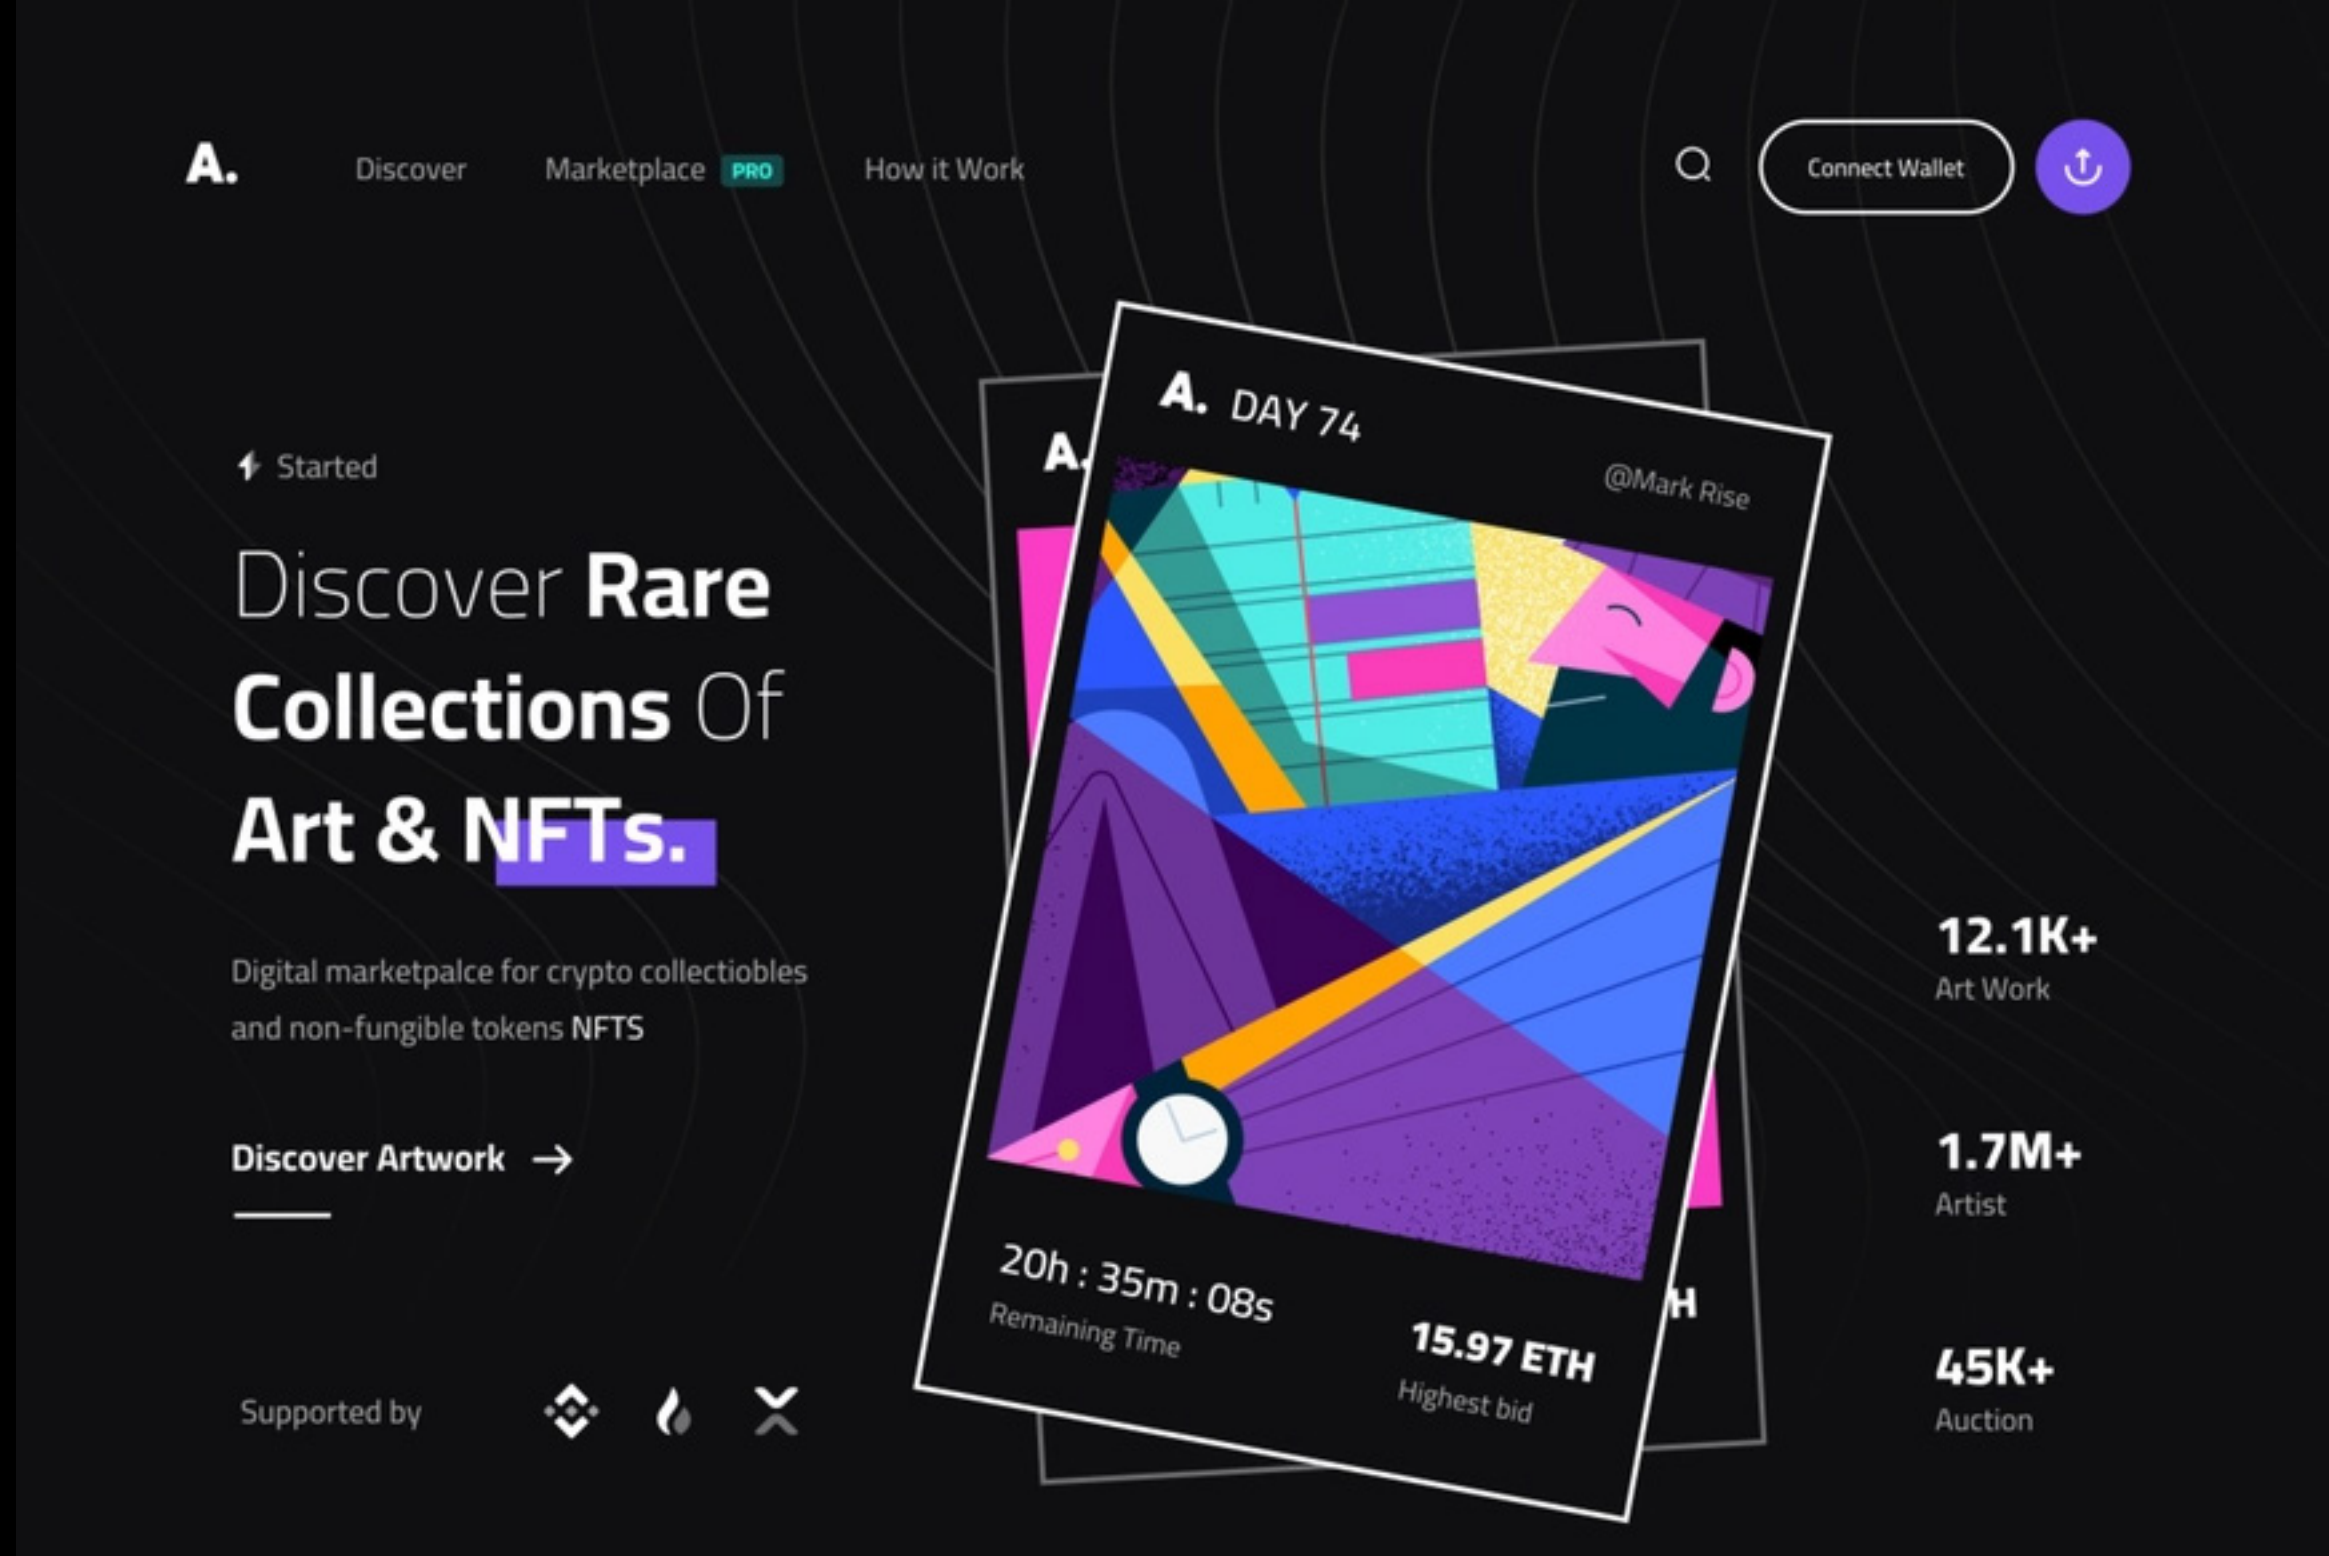 A.
Discover
Marketplace PRO
How it Work
Connect Wallet
Started
Discover Rare
Collections Of
Art & NFTs.
Digital marketpalce for crypto collectiobles
and non-fungible tokens NFTS
Discover Artwork
Supported by
A.
A. DAY 74
@Mark Rise
20h : 35m : 08s
Remaining Time
15.97 ETH
Highest bid
H
12.1K+
Art Work
1.7M+
Artist
45K+
Auction